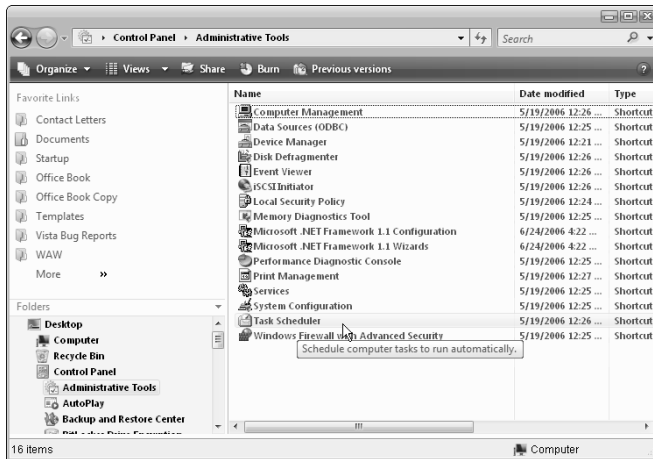 Control Panel Administrative Tools
Search
Organize Views Share Burn Previous versions ?
Favorite Links
Contact Letters
Documents
Startup
Office Book
Office Book Copy
Templates
Vista Bug Reports
WAW
More »
Folders
Desktop
Computer
Recycle Bin
Control Panel
Administrative Tools
AutoPlay
Backup and Restore Center
BitLocker Drive Encryption
Name Date modified Type
Computer Management 5/19/2006 12:26 ... Shortcut
Data Sources (ODBC) 5/19/2006 12:25 ... Shortcut
Device Manager 5/19/2006 12:21 ... Shortcut
Disk Defragmenter 5/19/2006 12:26 ... Shortcut
Event Viewer 5/19/2006 12:26 ... Shortcut
iSCSI Initiator 5/19/2006 12:26 ... Shortcut
Local Security Policy 5/19/2006 12:24 ... Shortcut
Memory Diagnostics Tool 5/19/2006 12:25 ... Shortcut
Microsoft .NET Framework 1.1 Configuration 6/24/2006 4:22 ... Shortcut
Microsoft .NET Framework 1.1 Wizards 6/24/2006 4:22 ... Shortcut
Performance Diagnostic Console 5/19/2006 12:25 ... Shortcut
Print Management 5/19/2006 12:27 ... Shortcut
Services 5/19/2006 12:25 ... Shortcut
System Configuration 5/19/2006 12:25 ... Shortcut
Task Scheduler 5/19/2006 12:26 ... Shortcut
Windows Firewall with Advanced Security 5/19/2006 12:25 ... Shortcut
Schedule computer tasks to run automatically.
16 items Computer